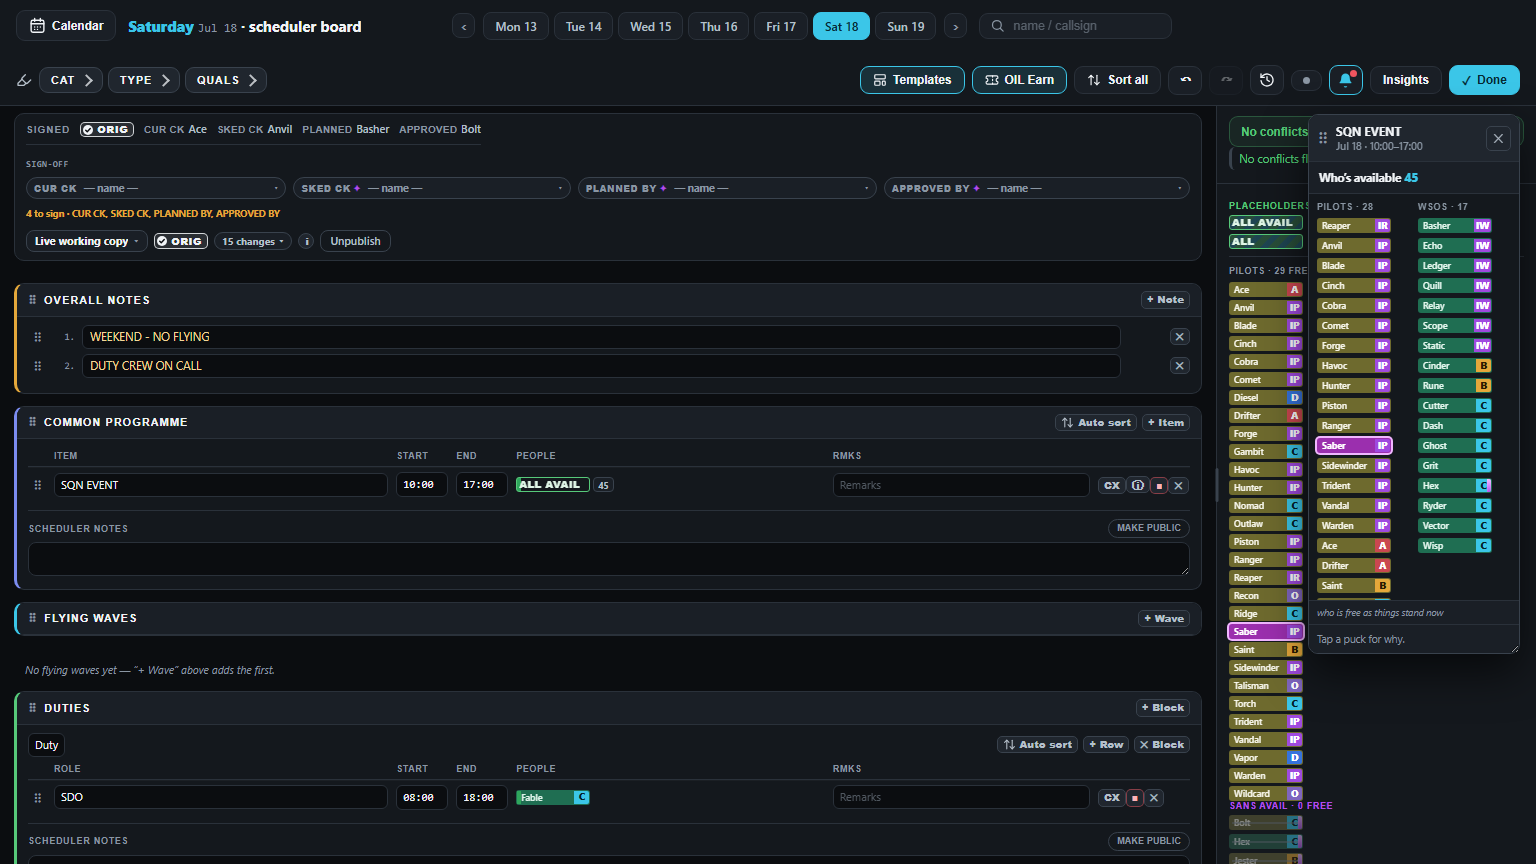 Calendar
Saturday Jul 18 · scheduler board
‹ Mon 13 Tue 14 Wed 15 Thu 16 Fri 17 Sat 18 Sun 19 ›
name / callsign
CAT TYPE QUALS
Templates OIL Earn Sort all Insights ✓ Done
SIGNED ORIG CUR CK Ace SKED CK Anvil PLANNED Basher APPROVED Bolt
SIGN-OFF
CUR CK — name — SKED CK — name — PLANNED BY — name — APPROVED BY — name —
4 to sign · CUR CK, SKED CK, PLANNED BY, APPROVED BY
Live working copy ORIG 15 changes i Unpublish
OVERALL NOTES + Note
1. WEEKEND - NO FLYING
2. DUTY CREW ON CALL
COMMON PROGRAMME Auto sort + Item
ITEM START END PEOPLE RMKS
SQN EVENT 10:00 17:00 ALL AVAIL 45 Remarks CX
SCHEDULER NOTES MAKE PUBLIC
FLYING WAVES + Wave
No flying waves yet — "+ Wave" above adds the first.
DUTIES + Block
Duty Auto sort + Row ✕ Block
ROLE START END PEOPLE RMKS
SDO 08:00 18:00 Fable C Remarks CX
SCHEDULER NOTES MAKE PUBLIC
No conflicts
No conflicts
PLACEHOLDERS
ALL AVAIL
ALL
PILOTS · 29 FREE
Ace A
Anvil IP
Blade IP
Cinch IP
Cobra IP
Comet IP
Diesel D
Drifter A
Forge IP
Gambit C
Havoc IP
Hunter IP
Nomad C
Outlaw C
Piston IP
Ranger IP
Reaper IR
Recon O
Ridge C
Saber IP
Saint B
Sidewinder IP
Talisman O
Torch C
Trident IP
Vandal IP
Vapor D
Warden IP
Wildcard O
SANS AVAIL · 0 FREE
Bolt C
Hex C
Jester B
SQN EVENT
Jul 18 · 10:00–17:00
Who's available 45
PILOTS · 28
Reaper IR
Anvil IP
Blade IP
Cinch IP
Cobra IP
Comet IP
Forge IP
Havoc IP
Hunter IP
Piston IP
Ranger IP
Saber IP
Sidewinder IP
Trident IP
Vandal IP
Warden IP
Ace A
Drifter A
Saint B
WSOS · 17
Basher IW
Echo IW
Ledger IW
Quill IW
Relay IW
Scope IW
Static IW
Cinder B
Rune B
Cutter C
Dash C
Ghost C
Grit C
Hex C
Ryder C
Vector C
Wisp C
who is free as things stand now
Tap a puck for why.